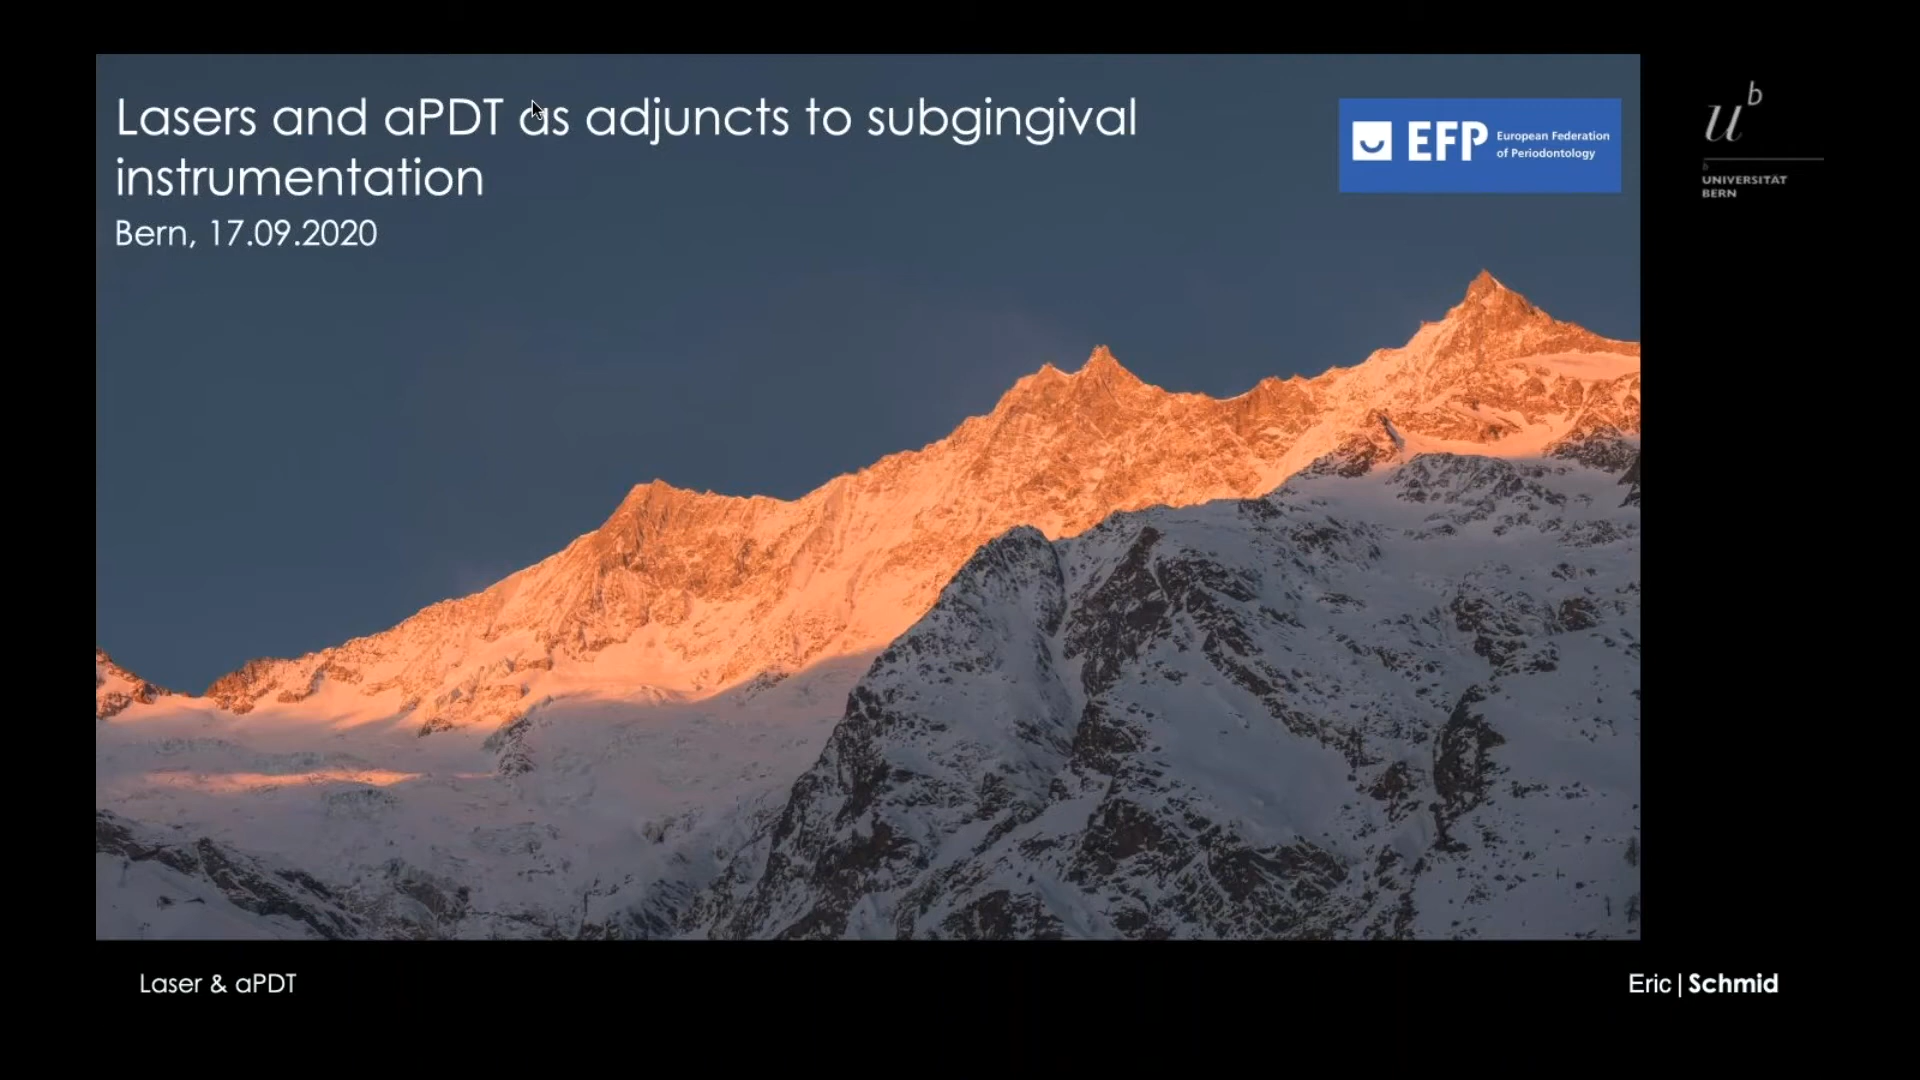 Lasers and aPDT as adjuncts to subgingival
instrumentation
Bern, 17.09.2020
EFP European Federation
of Periodontology
u b
b
UNIVERSITÄT
BERN
Laser & aPDT
Eric | Schmid